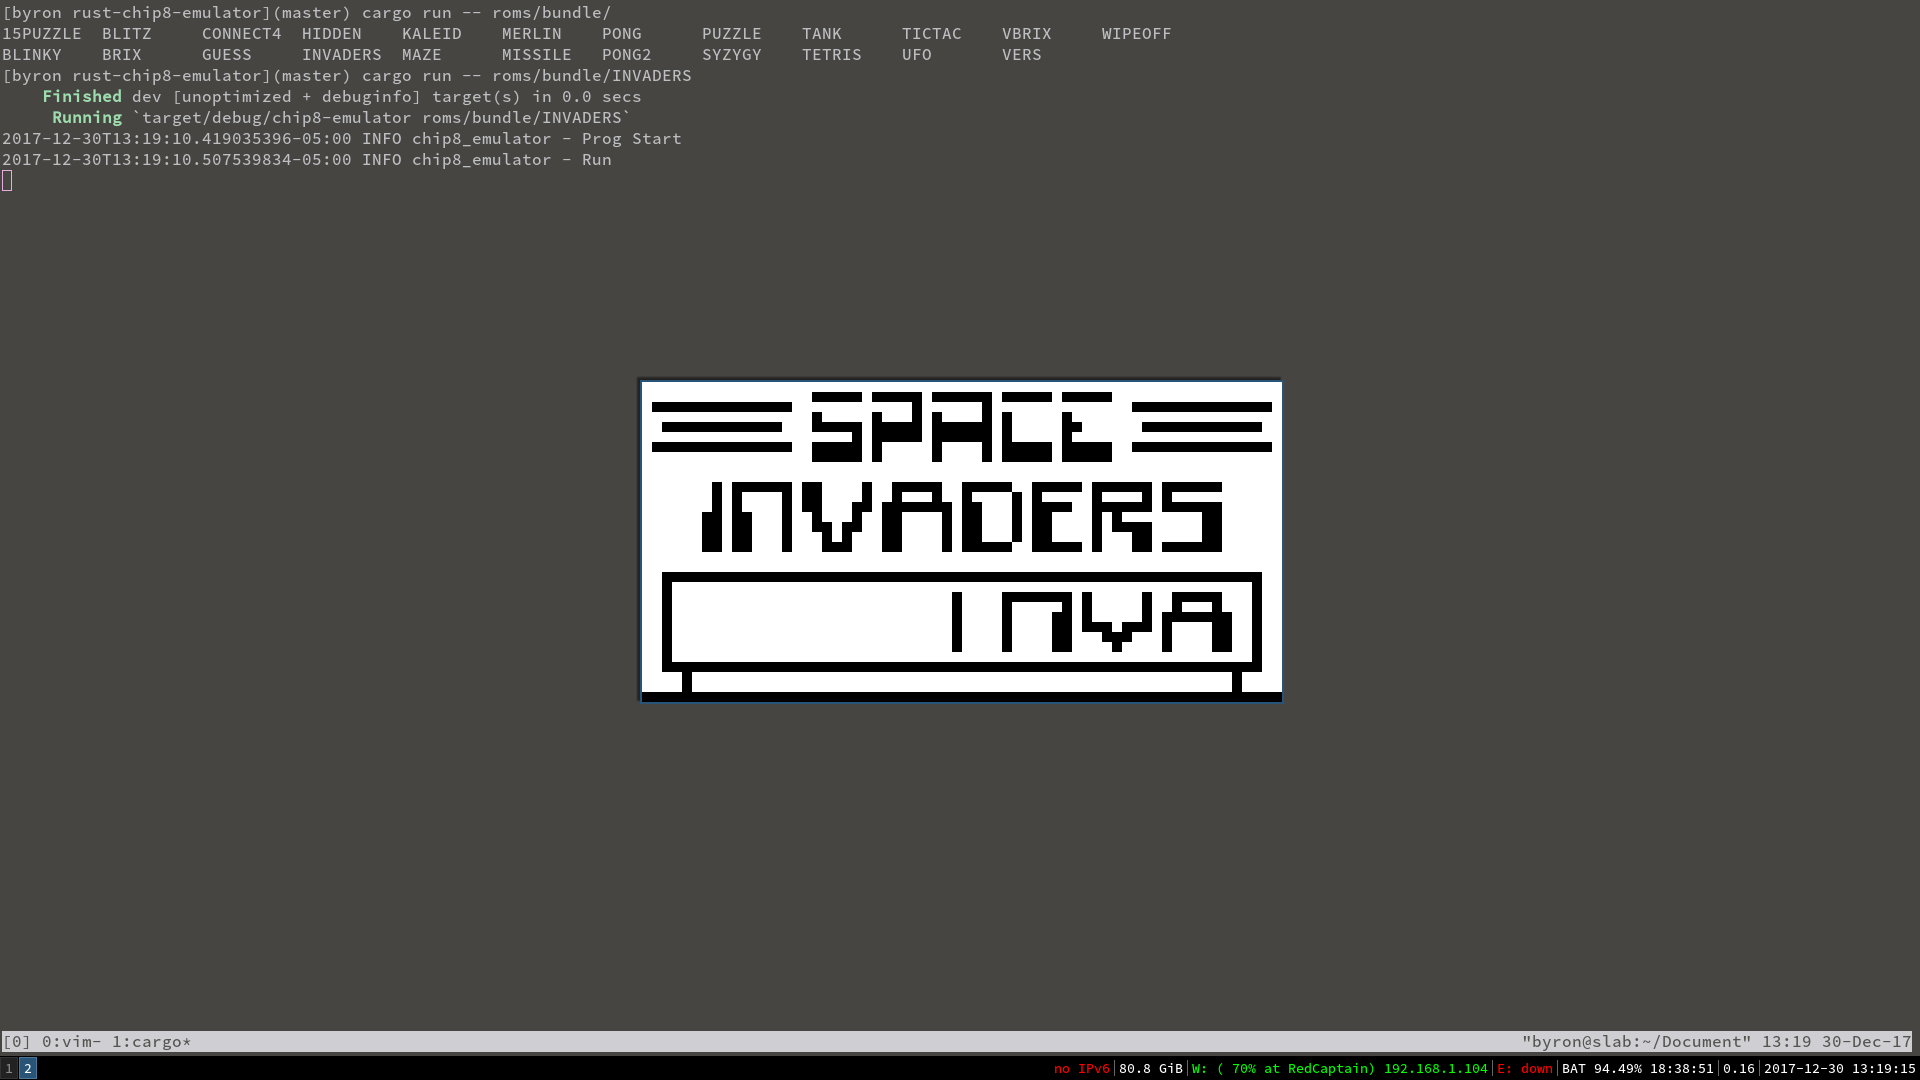 [byron rust-chip8-emulator](master) cargo run -- roms/bundle/
15PUZZLE BLITZ CONNECT4 HIDDEN KALEID MERLIN PONG PUZZLE TANK TICTAC VBRIX WIPEOFF
BLINKY BRIX GUESS INVADERS MAZE MISSILE PONG2 SYZYGY TETRIS UFO VERS
[byron rust-chip8-emulator](master) cargo run -- roms/bundle/INVADERS
Finished dev [unoptimized + debuginfo] target(s) in 0.0 secs
Running `target/debug/chip8-emulator roms/bundle/INVADERS`
2017-12-30T13:19:10.419035396-05:00 INFO chip8_emulator - Prog Start
2017-12-30T13:19:10.507539834-05:00 INFO chip8_emulator - Run
SPACE
INVADERS
INVA
[0] 0:vim- 1:cargo* "byron@slab:~/Document" 13:19 30-Dec-17
1 2 no IPv6|80.8 GiB|W: ( 70% at RedCaptain) 192.168.1.104|E: down|BAT 94.49% 18:38:51|0.16|2017-12-30 13:19:15